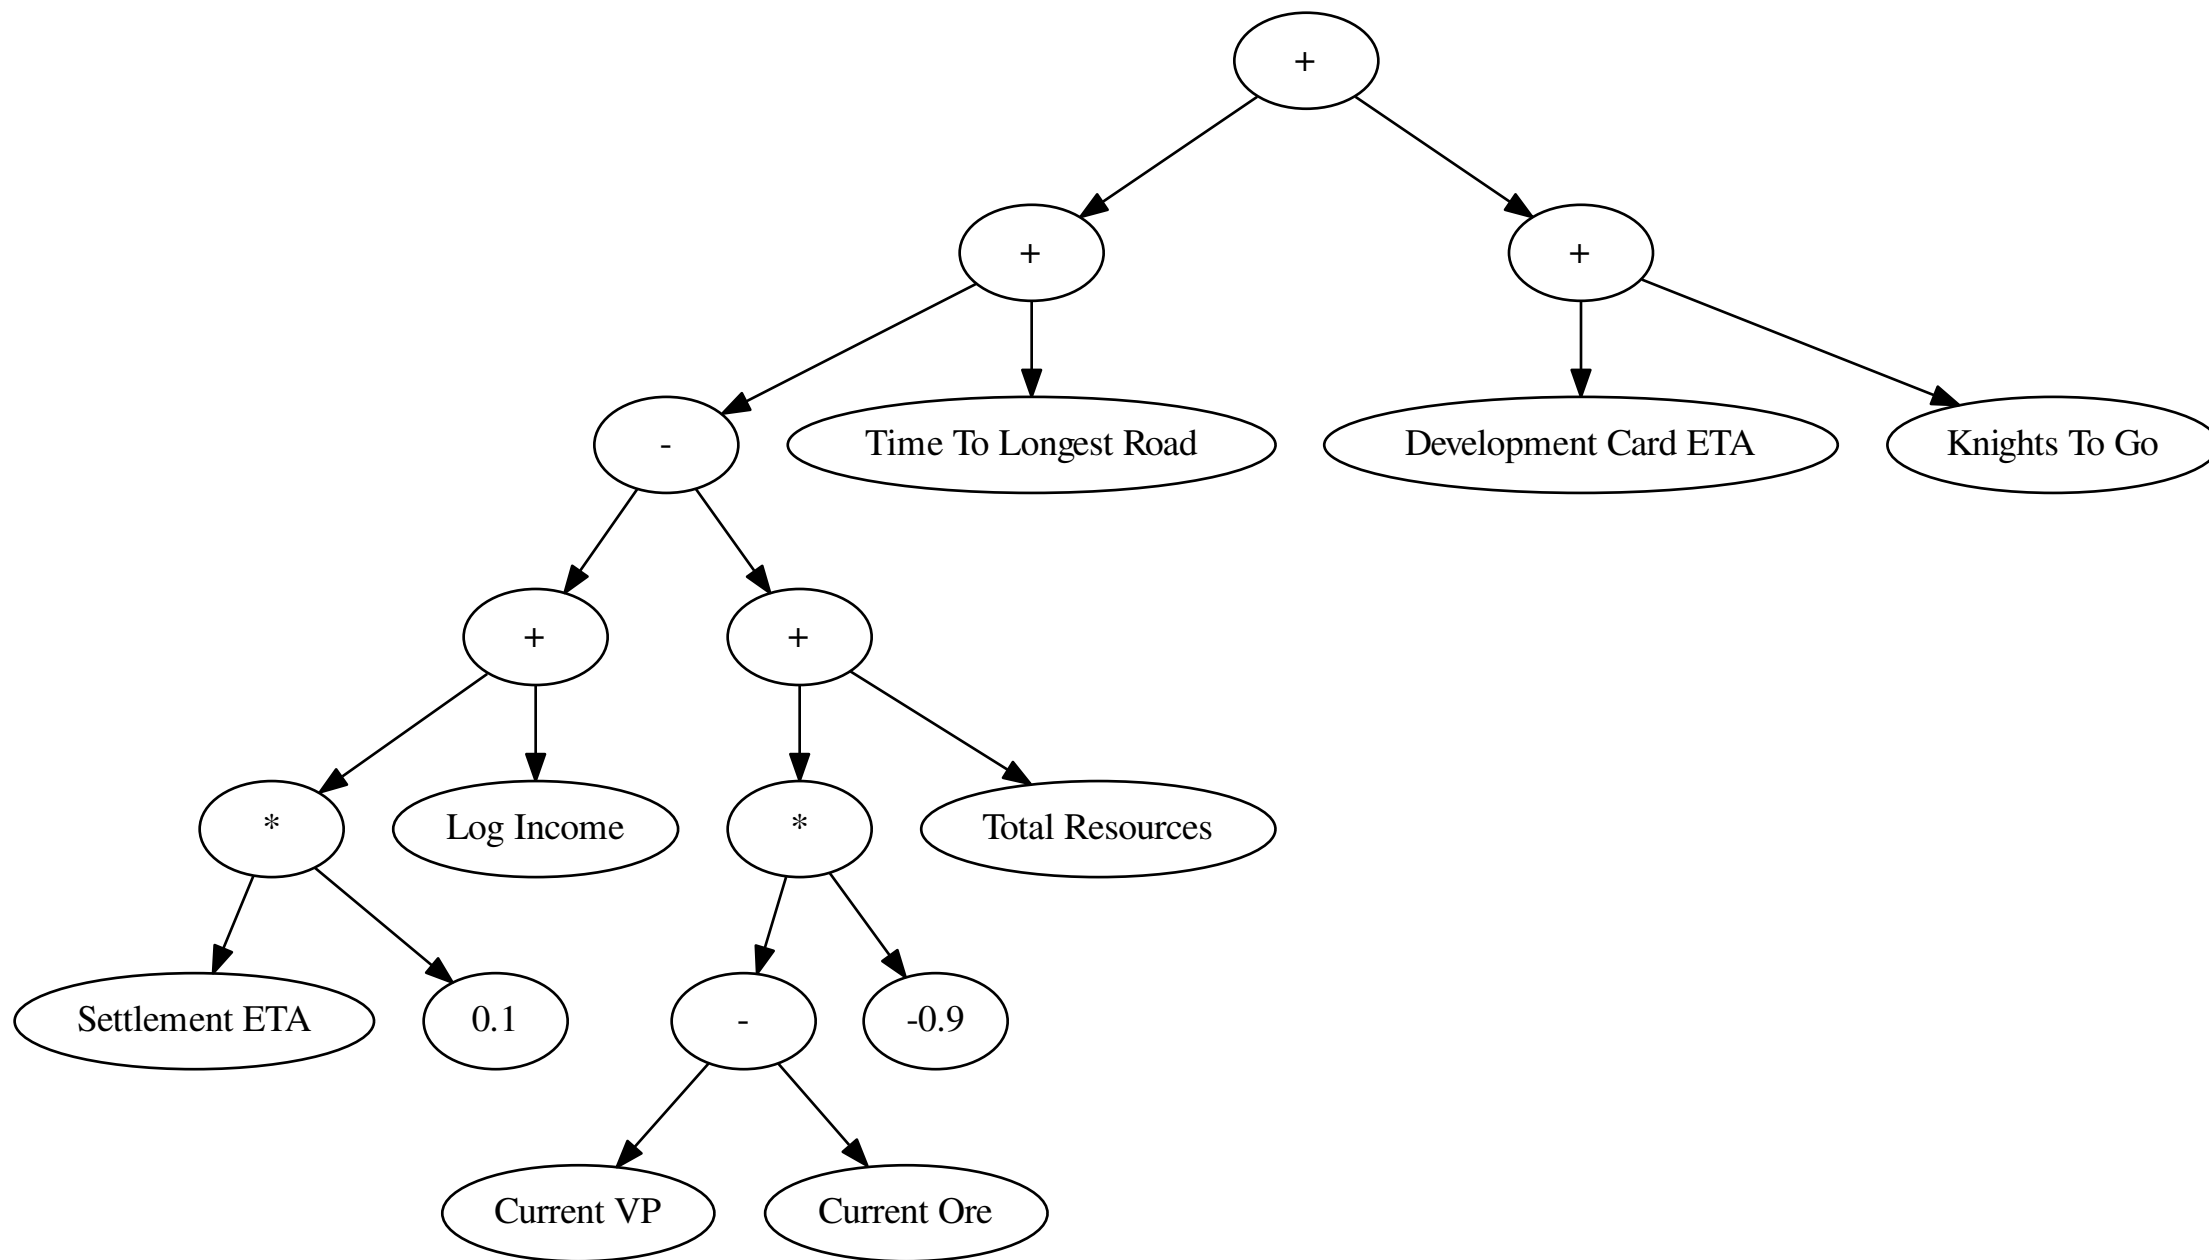 +
+
+
-
Time To Longest Road
Development Card ETA
Knights To Go
+
+
*
Log Income
*
Total Resources
Settlement ETA
0.1
-
-0.9
Current VP
Current Ore